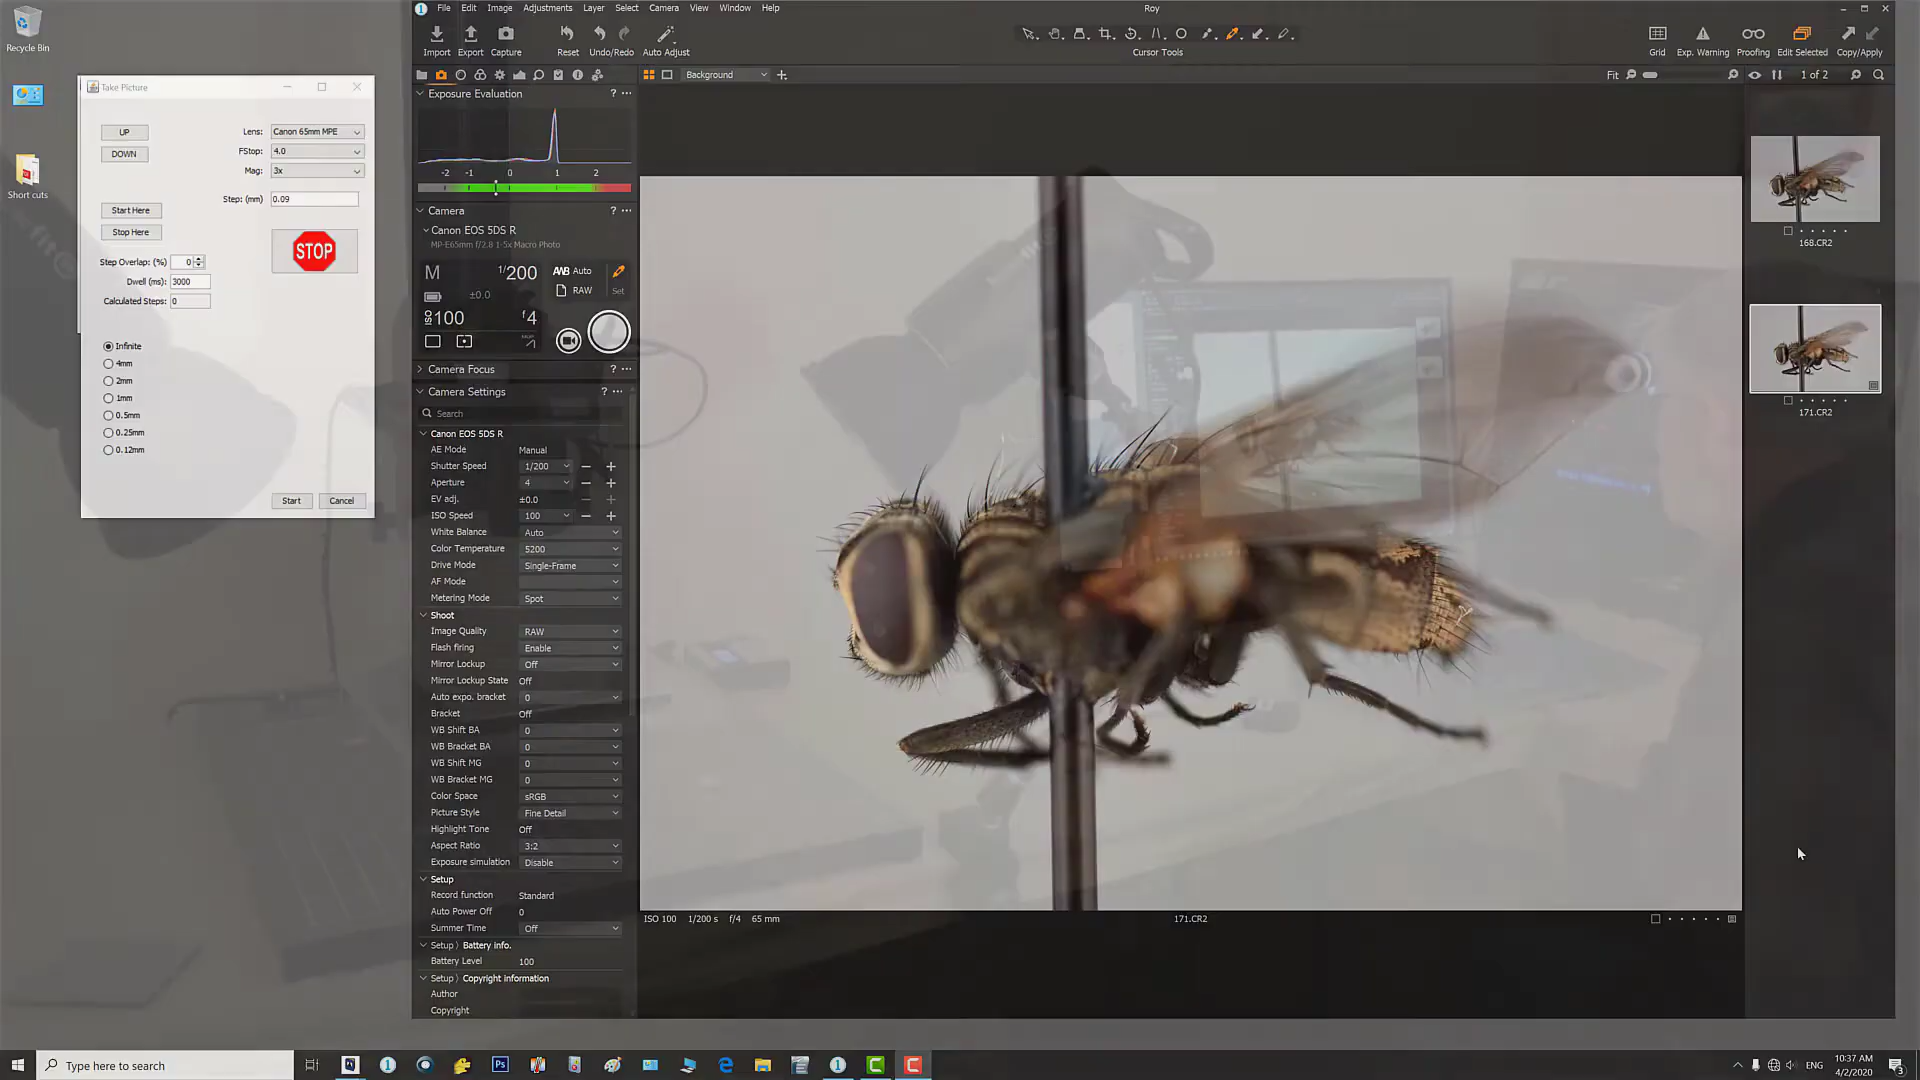 Recycle Bin
Short cuts
Take Picture
UP
DOWN
Lens:
Canon 65mm MPE
FStop:
4.0
Mag:
3x
Step: (mm)
0.09
Start Here
Stop Here
STOP
Step Overlap: (%)
0
Dwell (ms):
3000
Calculated Steps:
0
Infinite
4mm
2mm
1mm
0.5mm
0.25mm
0.12mm
Start
Cancel
File
Edit
Image
Adjustments
Layer
Select
Camera
View
Window
Help
Roy
Import
Export
Capture
Reset
Undo/Redo
Auto Adjust
Cursor Tools
Grid
Exp. Warning
Proofing
Edit Selected
Copy/Apply
Background
Fit
1 of 2
Exposure Evaluation
-2
-1
0
1
2
Camera
Canon EOS 5DS R
MP-E65mm f/2.8 1-5x Macro Photo
M
1/200
AWB Auto
±0.0
RAW
Set
ISO 100
f4
Camera Focus
Camera Settings
Search
Canon EOS 5DS R
AE Mode
Manual
Shutter Speed
1/200
Aperture
4
EV adj.
±0.0
ISO Speed
100
White Balance
Auto
Color Temperature
5200
Drive Mode
Single-Frame
AF Mode
Metering Mode
Spot
Shoot
Image Quality
RAW
Flash firing
Enable
Mirror Lockup
Off
Mirror Lockup State
Off
Auto expo. bracket
0
Bracket
Off
WB Shift BA
0
WB Bracket BA
0
WB Shift MG
0
WB Bracket MG
0
Color Space
sRGB
Picture Style
Fine Detail
Highlight Tone
Off
Aspect Ratio
3:2
Exposure simulation
Disable
Setup
Record function
Standard
Auto Power Off
0
Summer Time
Off
Setup 〉 Battery info.
Battery Level
100
Setup 〉 Copyright information
Author
Copyright
ISO 100
1/200 s
f/4
65 mm
171.CR2
168.CR2
171.CR2
Type here to search
ENG
10:37 AM
4/2/2020
3